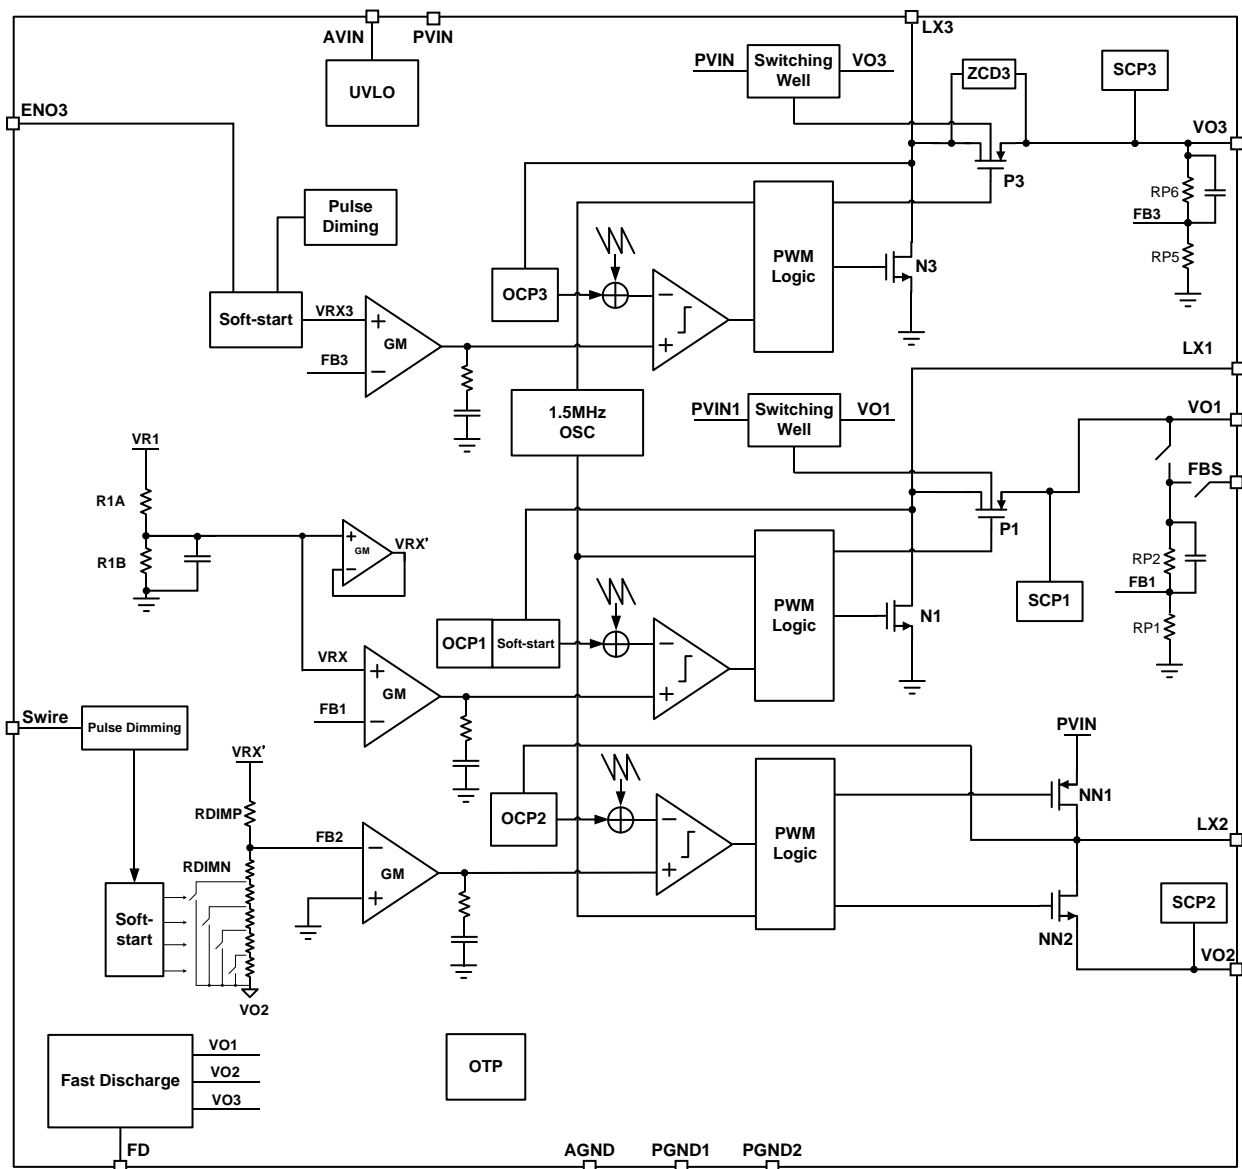 AVIN
PVIN
LX3
UVLO
PVIN
Switching
Well
VO3
ZCD3
SCP3
ENO3
VO3
P3
RP6
FB3
RP5
Pulse
Diming
PWM
Logic
N3
OCP3
Soft-start
VRX3
GM
FB3
LX1
1.5MHz
OSC
PVIN1
Switching
Well
VO1
VO1
FBS
VR1
R1A
R1B
GM
VRX'
P1
RP2
FB1
RP1
SCP1
PWM
Logic
N1
OCP1
Soft-start
VRX
GM
FB1
Swire
Pulse Dimming
VRX'
PVIN
RDIMP
OCP2
PWM
Logic
NN1
LX2
FB2
RDIMN
GM
Soft-
start
NN2
SCP2
VO2
VO2
Fast Discharge
VO1
VO2
VO3
OTP
FD
AGND
PGND1
PGND2